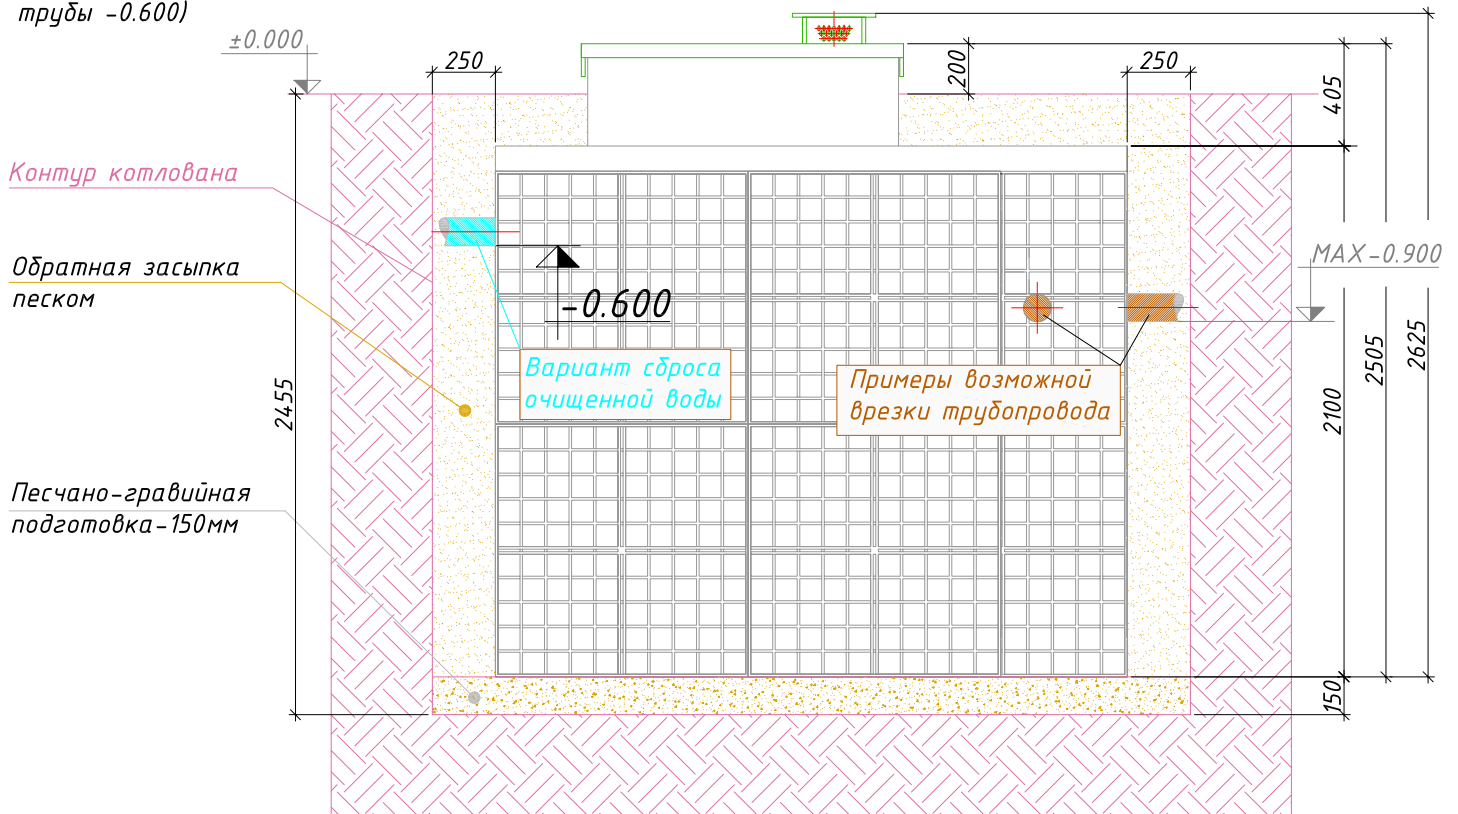 трубы -0.600)
±0.000
250
200
250
405
Контур котлована
Обратная засыпка
песком
-0.600
MAX-0.900
Вариант сброса
очищенной воды
Примеры возможной
врезки трубопровода
2455
2100
2505
2625
Песчано-гравийная
подготовка-150мм
150